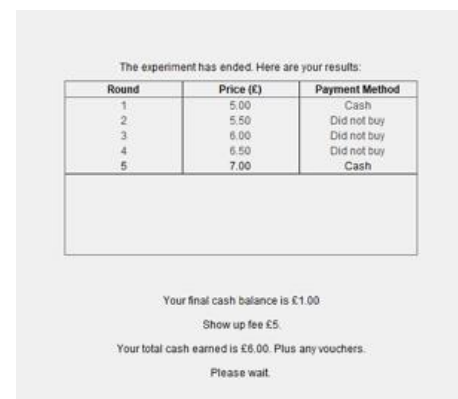 The experiment has ended. Here are your results:
Round Price (£) Payment Method
1 5.00 Cash
2 5.50 Did not buy
3 6.00 Did not buy
4 6.50 Did not buy
5 7.00 Cash
Your final cash balance is £1.00
Show up fee £5.
Your total cash earned is £6.00. Plus any vouchers.
Please wait.